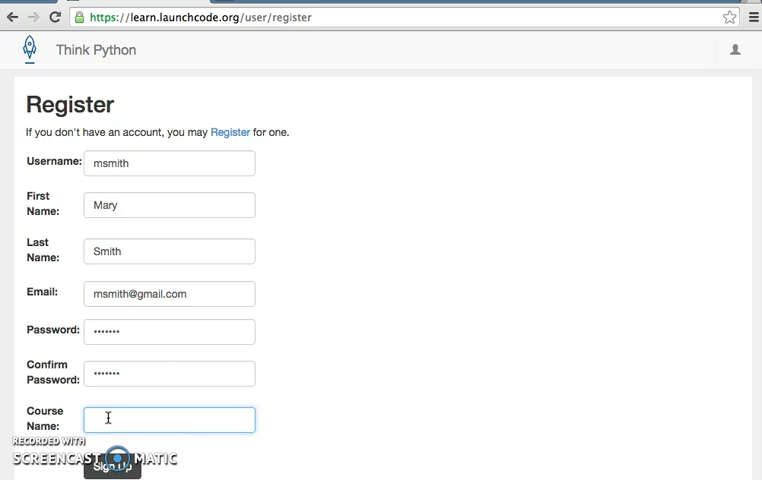 https://learn.launchcode.org/user/register
Think Python
Register
If you don't have an account, you may Register for one.
Username: msmith
First Name: Mary
Last Name: Smith
Email: msmith@gmail.com
Password: •••••••
Confirm Password: •••••••
Course Name:
RECORDED WITH
SCREENCAST MATIC
Sign Up